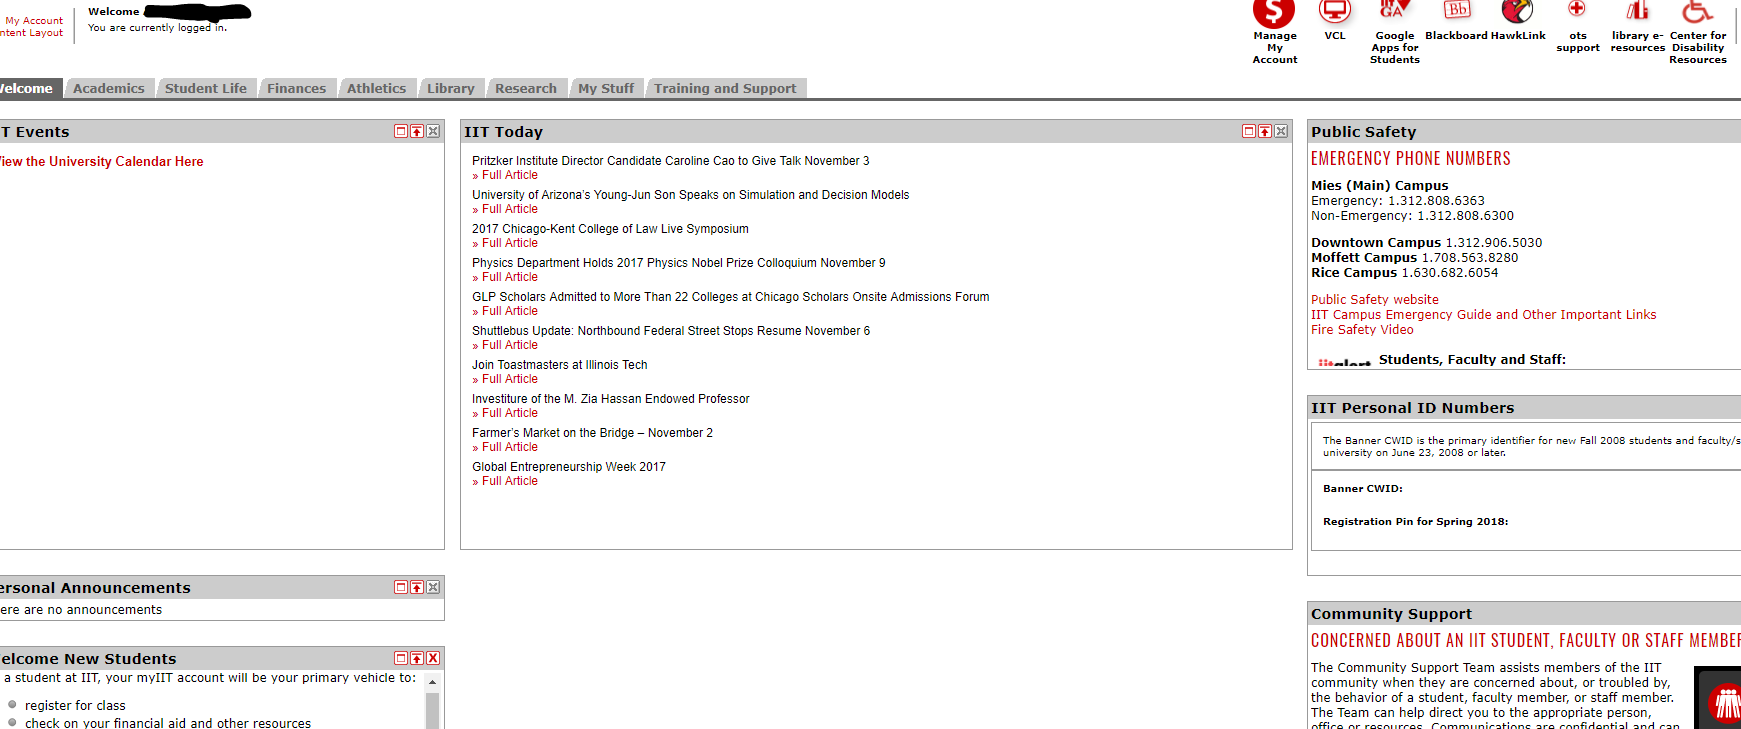 My Account
ntent Layout
Welcome
You are currently logged in.
Manage My Account
VCL
Google Apps for Students
Bb
Blackboard
HawkLink
ots support
library e-resources
Center for Disability Resources
Welcome
Academics
Student Life
Finances
Athletics
Library
Research
My Stuff
Training and Support
T Events
iew the University Calendar Here
IIT Today
Pritzker Institute Director Candidate Caroline Cao to Give Talk November 3
» Full Article
University of Arizona's Young-Jun Son Speaks on Simulation and Decision Models
» Full Article
2017 Chicago-Kent College of Law Live Symposium
» Full Article
Physics Department Holds 2017 Physics Nobel Prize Colloquium November 9
» Full Article
GLP Scholars Admitted to More Than 22 Colleges at Chicago Scholars Onsite Admissions Forum
» Full Article
Shuttlebus Update: Northbound Federal Street Stops Resume November 6
» Full Article
Join Toastmasters at Illinois Tech
» Full Article
Investiture of the M. Zia Hassan Endowed Professor
» Full Article
Farmer's Market on the Bridge – November 2
» Full Article
Global Entrepreneurship Week 2017
» Full Article
Public Safety
EMERGENCY PHONE NUMBERS
Mies (Main) Campus
Emergency: 1.312.808.6363
Non-Emergency: 1.312.808.6300
Downtown Campus 1.312.906.5030
Moffett Campus 1.708.563.8280
Rice Campus 1.630.682.6054
Public Safety website
IIT Campus Emergency Guide and Other Important Links
Fire Safety Video
iitalert Students, Faculty and Staff:
IIT Personal ID Numbers
The Banner CWID is the primary identifier for new Fall 2008 students and faculty/s
university on June 23, 2008 or later.
Banner CWID:
Registration Pin for Spring 2018:
ersonal Announcements
ere are no announcements
elcome New Students
a student at IIT, your myIIT account will be your primary vehicle to:
register for class
check on your financial aid and other resources
Community Support
CONCERNED ABOUT AN IIT STUDENT, FACULTY OR STAFF MEMBER
The Community Support Team assists members of the IIT
community when they are concerned about, or troubled by,
the behavior of a student, faculty member, or staff member.
The Team can help direct you to the appropriate person,
office or resources. Communications are confidential and can